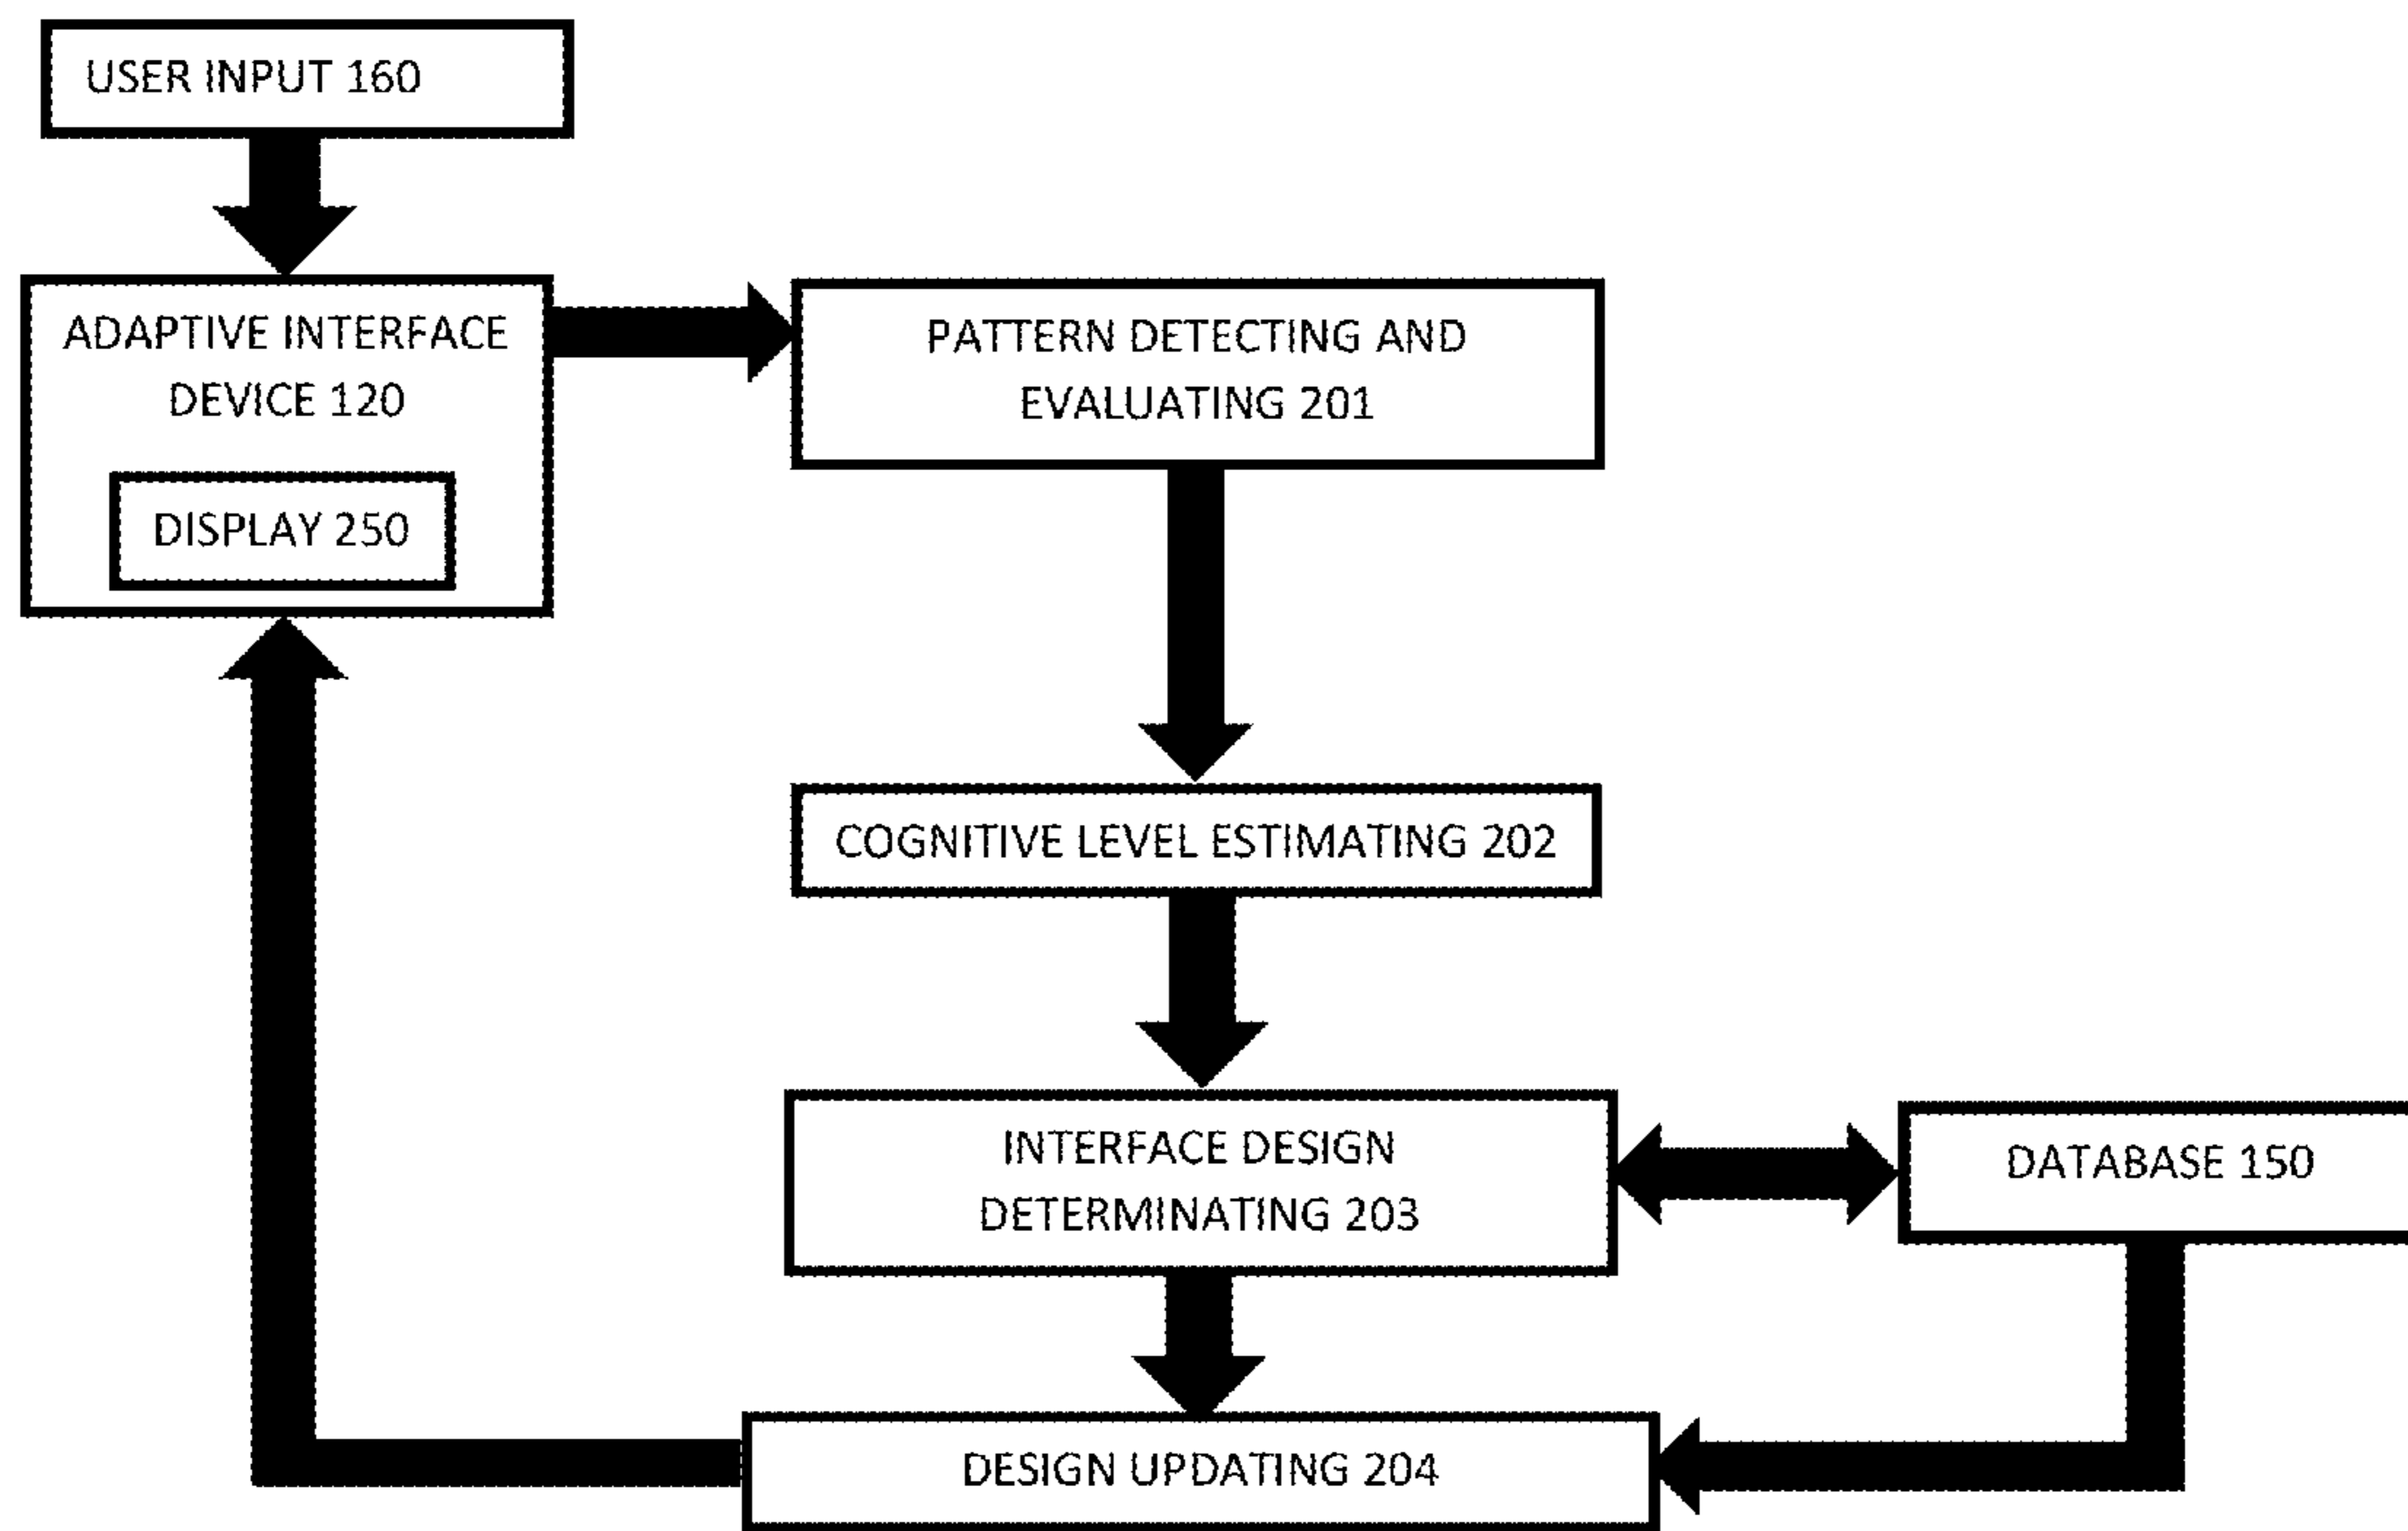 USER INPUT 160
ADAPTIVE INTERFACE
DEVICE 120
DISPLAY 250
PATTERN DETECTING AND
EVALUATING 201
COGNITIVE LEVEL ESTIMATING 202
INTERFACE DESIGN
DETERMINATING 203
DATABASE 150
DESIGN UPDATING 204